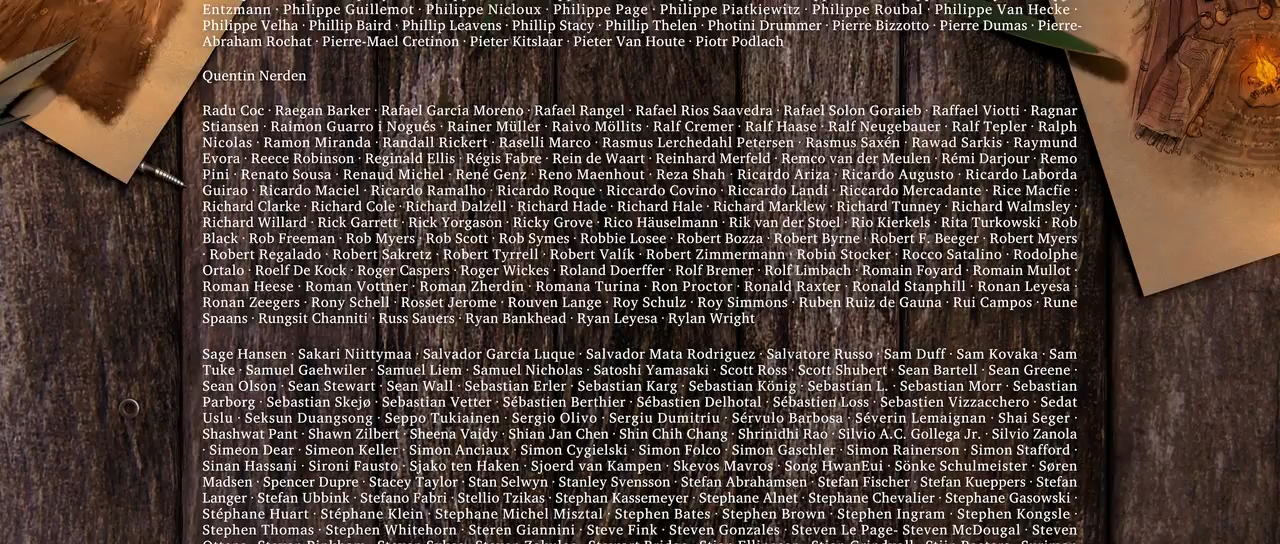 Entzmann · Philippe Guillemot · Philippe Nicloux · Philippe Page · Philippe Piatkiewitz · Philippe Roubal · Philippe Van Hecke ·
Philippe Velha · Phillip Baird · Phillip Leavens · Phillip Stacy · Phillip Thelen · Photini Drummer · Pierre Bizzotto · Pierre Dumas · Pierre-
Abraham Rochat · Pierre-Mael Cretinon · Pieter Kitslaar · Pieter Van Houte · Piotr Podlach
Quentin Nerden
Radu Coc · Raegan Barker · Rafael Garcia Moreno · Rafael Rangel · Rafael Rios Saavedra · Rafael Solon Goraieb · Raffael Viotti · Ragnar
Stiansen · Raimon Guarro i Nogués · Rainer Müller · Raivo Möllits · Ralf Cremer · Ralf Haase · Ralf Neugebauer · Ralf Tepler · Ralph
Nicolas · Ramon Miranda · Randall Rickert · Raselli Marco · Rasmus Lerchedahl Petersen · Rasmus Saxén · Rawad Sarkis · Raymund
Evora · Reece Robinson · Reginald Ellis · Régis Fabre · Rein de Waart · Reinhard Merfeld · Remco van der Meulen · Rémi Darjour · Remo
Pini · Renato Sousa · Renaud Michel · René Genz · Reno Maenhout · Reza Shah · Ricardo Ariza · Ricardo Augusto · Ricardo Laborda
Guirao · Ricardo Maciel · Ricardo Ramalho · Ricardo Roque · Riccardo Covino · Riccardo Landi · Riccardo Mercadante · Rice Macfie ·
Richard Clarke · Richard Cole · Richard Dalzell · Richard Hade · Richard Hale · Richard Marklew · Richard Tunney · Richard Walmsley ·
Richard Willard · Rick Garrett · Rick Yorgason · Ricky Grove · Rico Häuselmann · Rik van der Stoel · Rio Kierkels · Rita Turkowski · Rob
Black · Rob Freeman · Rob Myers · Rob Scott · Rob Symes · Robbie Losee · Robert Bozza · Robert Byrne · Robert F. Beeger · Robert Myers
· Robert Regalado · Robert Sakretz · Robert Tyrrell · Robert Valík · Robert Zimmermann · Robin Stocker · Rocco Satalino · Rodolphe
Ortalo · Roelf De Kock · Roger Caspers · Roger Wickes · Roland Doerffer · Rolf Bremer · Rolf Limbach · Romain Foyard · Romain Mullot ·
Roman Heese · Roman Vottner · Roman Zherdin · Romana Turina · Ron Proctor · Ronald Raxter · Ronald Stanphill · Ronan Leyesa ·
Ronan Zeegers · Rony Schell · Rosset Jerome · Rouven Lange · Roy Schulz · Roy Simmons · Ruben Ruiz de Gauna · Rui Campos · Rune
Spaans · Rungsit Channiti · Russ Sauers · Ryan Bankhead · Ryan Leyesa · Rylan Wright
Sage Hansen · Sakari Niittymaa · Salvador García Luque · Salvador Mata Rodriguez · Salvatore Russo · Sam Duff · Sam Kovaka · Sam
Tuke · Samuel Gaehwiler · Samuel Liem · Samuel Nicholas · Satoshi Yamasaki · Scott Ross · Scott Shubert · Sean Bartell · Sean Greene ·
Sean Olson · Sean Stewart · Sean Wall · Sebastian Erler · Sebastian Karg · Sebastian König · Sebastian L. · Sebastian Morr · Sebastian
Parborg · Sebastian Skejø · Sebastian Vetter · Sébastien Berthier · Sébastien Delhotal · Sébastien Loss · Sebastien Vizzacchero · Sedat
Uslu · Seksun Duangsong · Seppo Tukiainen · Sergio Olivo · Sergiu Dumitriu · Sérvulo Barbosa · Séverin Lemaignan · Shai Seger ·
Shashwat Pant · Shawn Zilbert · Sheena Vaidy · Shian Jan Chen · Shin Chih Chang · Shrinidhi Rao · Silvio A.C. Gollega Jr. · Silvio Zanola
· Simeon Dear · Simeon Keller · Simon Anciaux · Simon Cygielski · Simon Folco · Simon Gaschler · Simon Rainerson · Simon Stafford ·
Sinan Hassani · Sironi Fausto · Sjako ten Haken · Sjoerd van Kampen · Skevos Mavros · Song HwanEui · Sönke Schulmeister · Søren
Madsen · Spencer Dupre · Stacey Taylor · Stan Selwyn · Stanley Svensson · Stefan Abrahamsen · Stefan Fischer · Stefan Kueppers · Stefan
Langer · Stefan Ubbink · Stefano Fabri · Stellio Tzikas · Stephan Kassemeyer · Stephane Alnet · Stephane Chevalier · Stephane Gasowski ·
Stéphane Huart · Stéphane Klein · Stephane Michel Misztal · Stephen Bates · Stephen Brown · Stephen Ingram · Stephen Kongsle ·
Stephen Thomas · Stephen Whitehorn · Steren Giannini · Steve Fink · Steven Gonzales · Steven Le Page- Steven McDougal · Steven